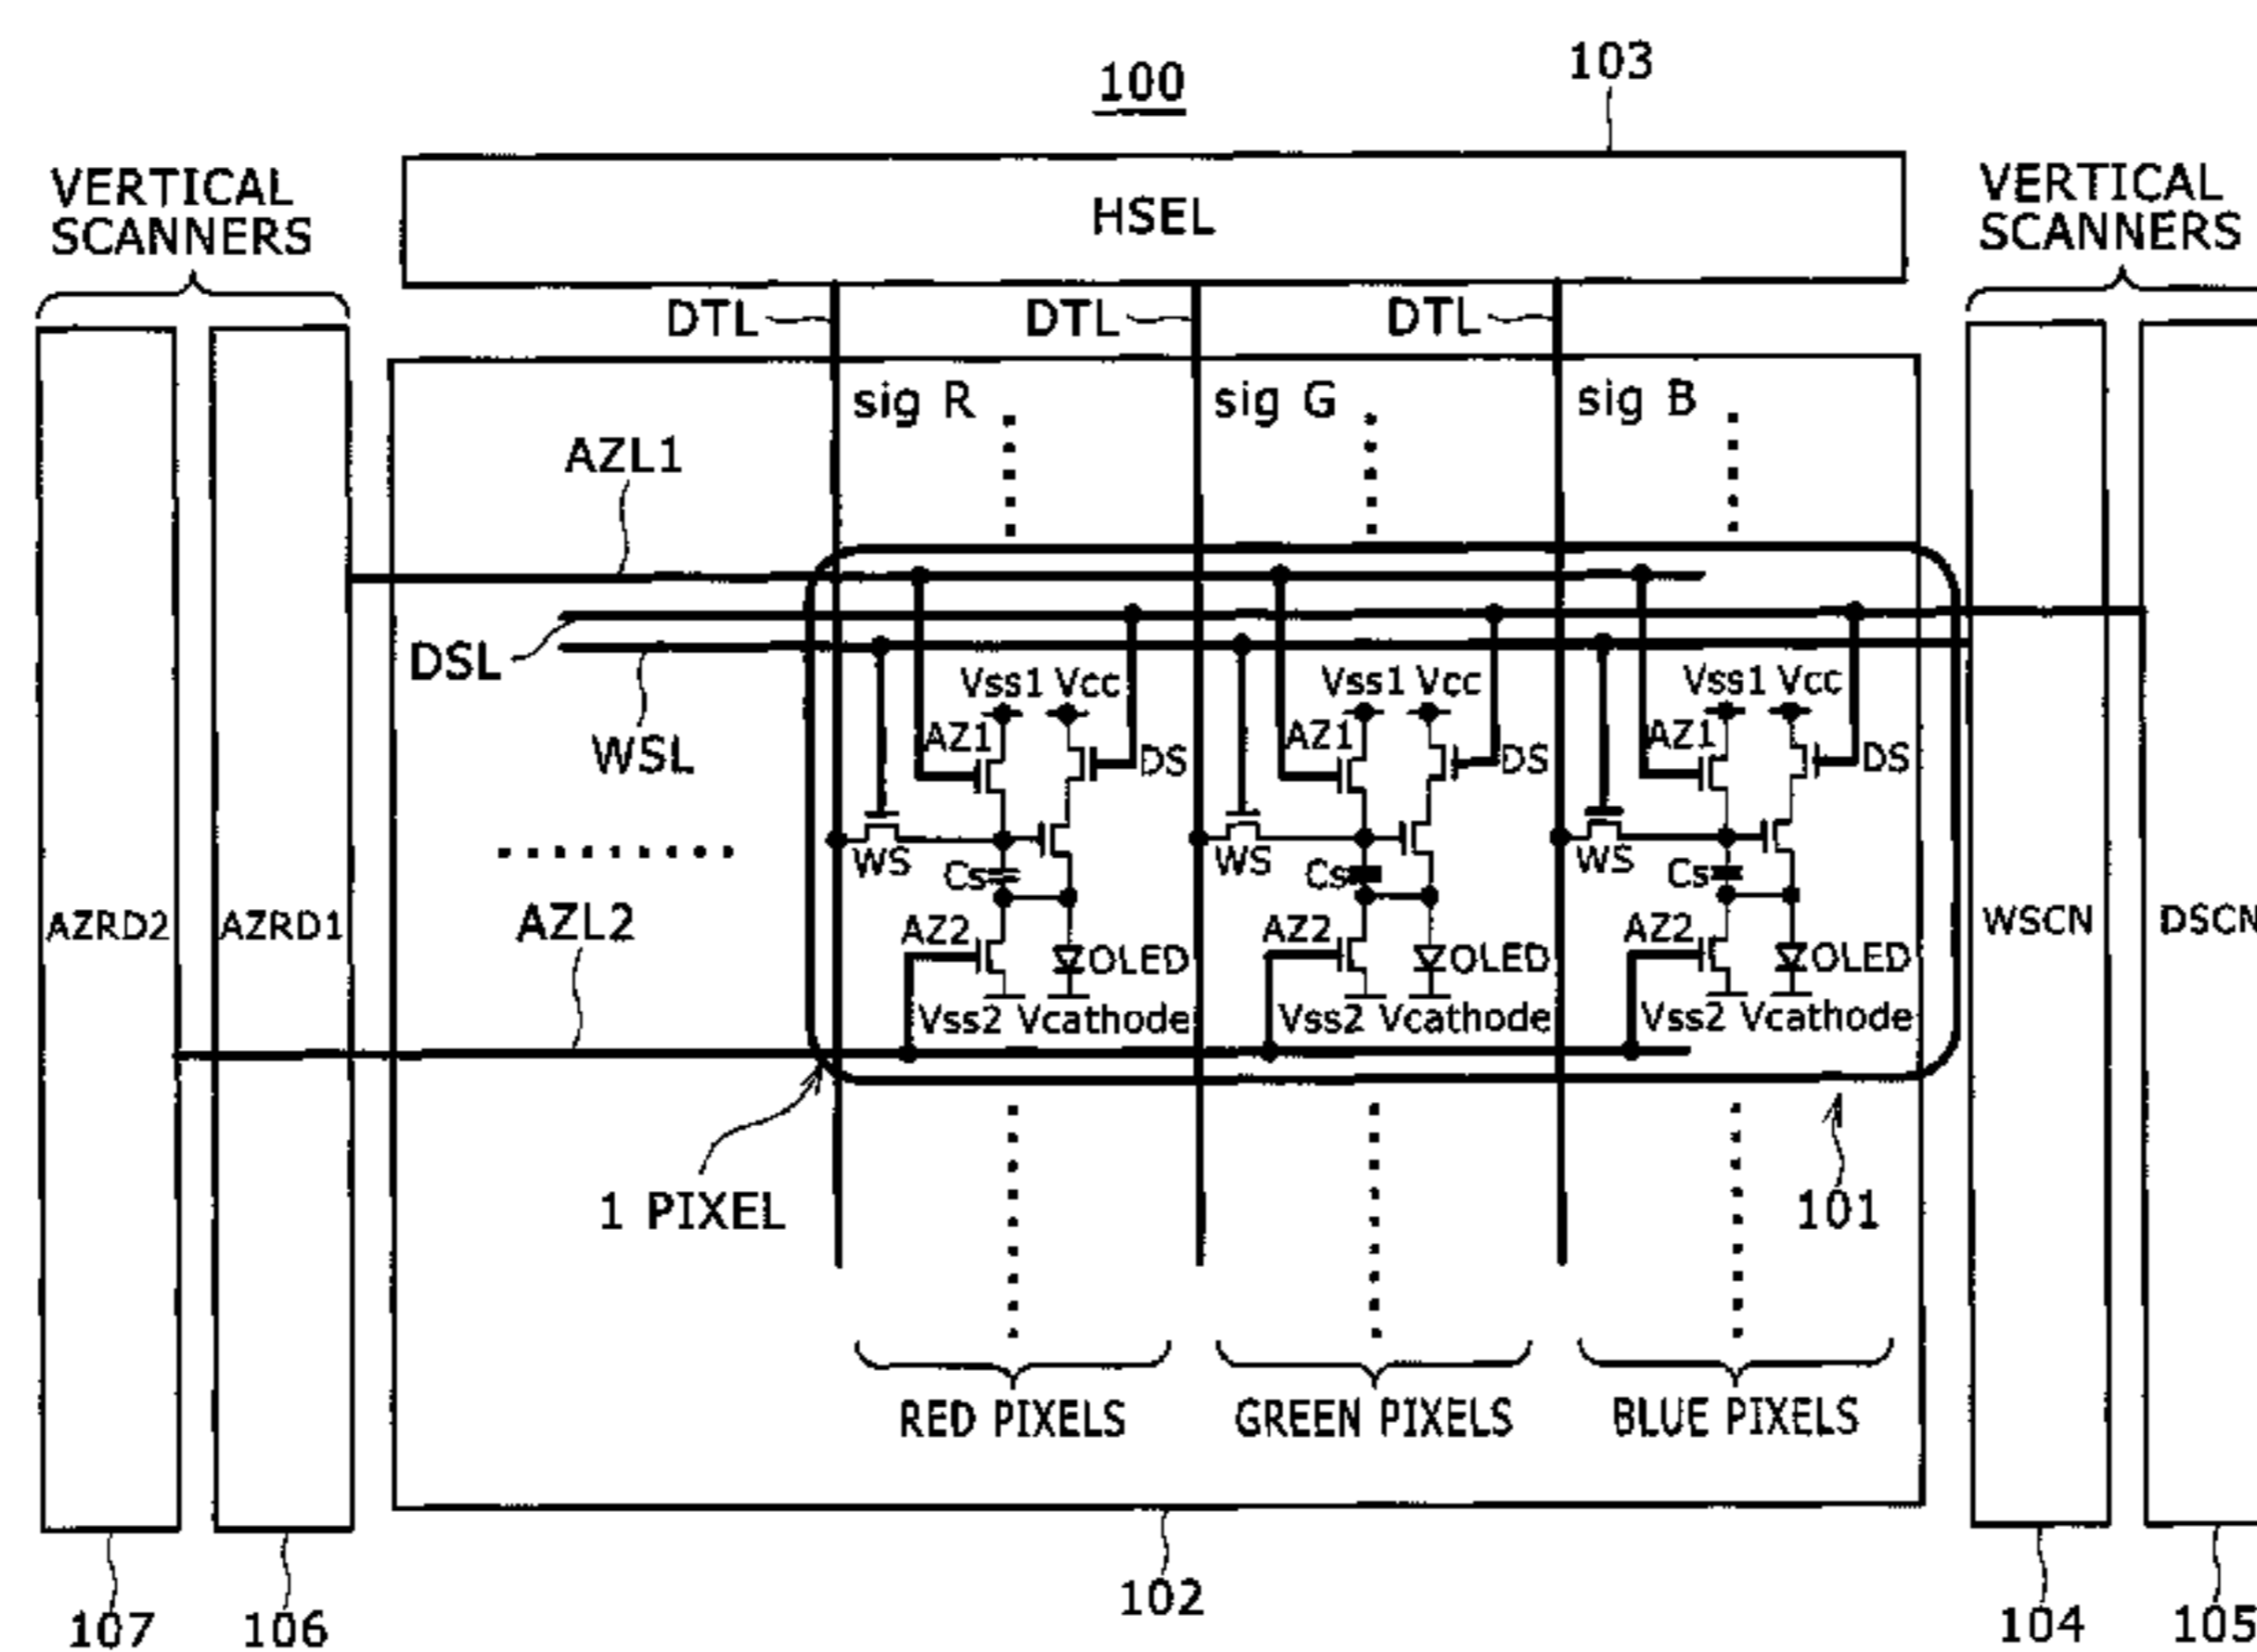 100
103
VERTICAL
SCANNERS
HSEL
VERTICAL
SCANNERS
DTL DTL DTL
sig R sig G sig B
AZL1
DSL
WSL
Vss1 Vcc Vss1 Vcc Vss1 Vcc
AZ1 DS AZ1 DS AZ1 DS
WS WS WS
Cs Cs Cs
AZRD2 AZRD1 AZL2 AZ2 AZ2 AZ2 WSCN DSCN
OLED OLED OLED
Vss2 Vcathode Vss2 Vcathode Vss2 Vcathode
1 PIXEL 101
RED PIXELS GREEN PIXELS BLUE PIXELS
107 106 102 104 105